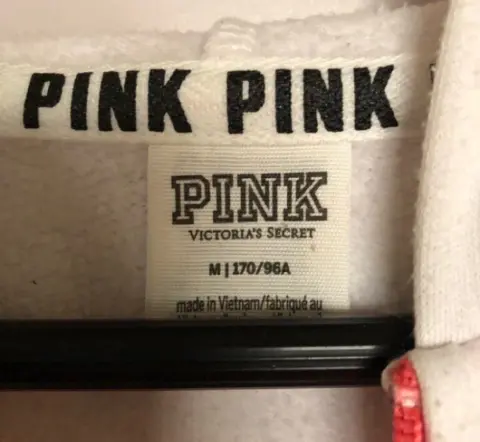 PINK PINK
PINK
VICTORIA'S SECRET
M | 170/96A
made in Vietnam/fabriqué au